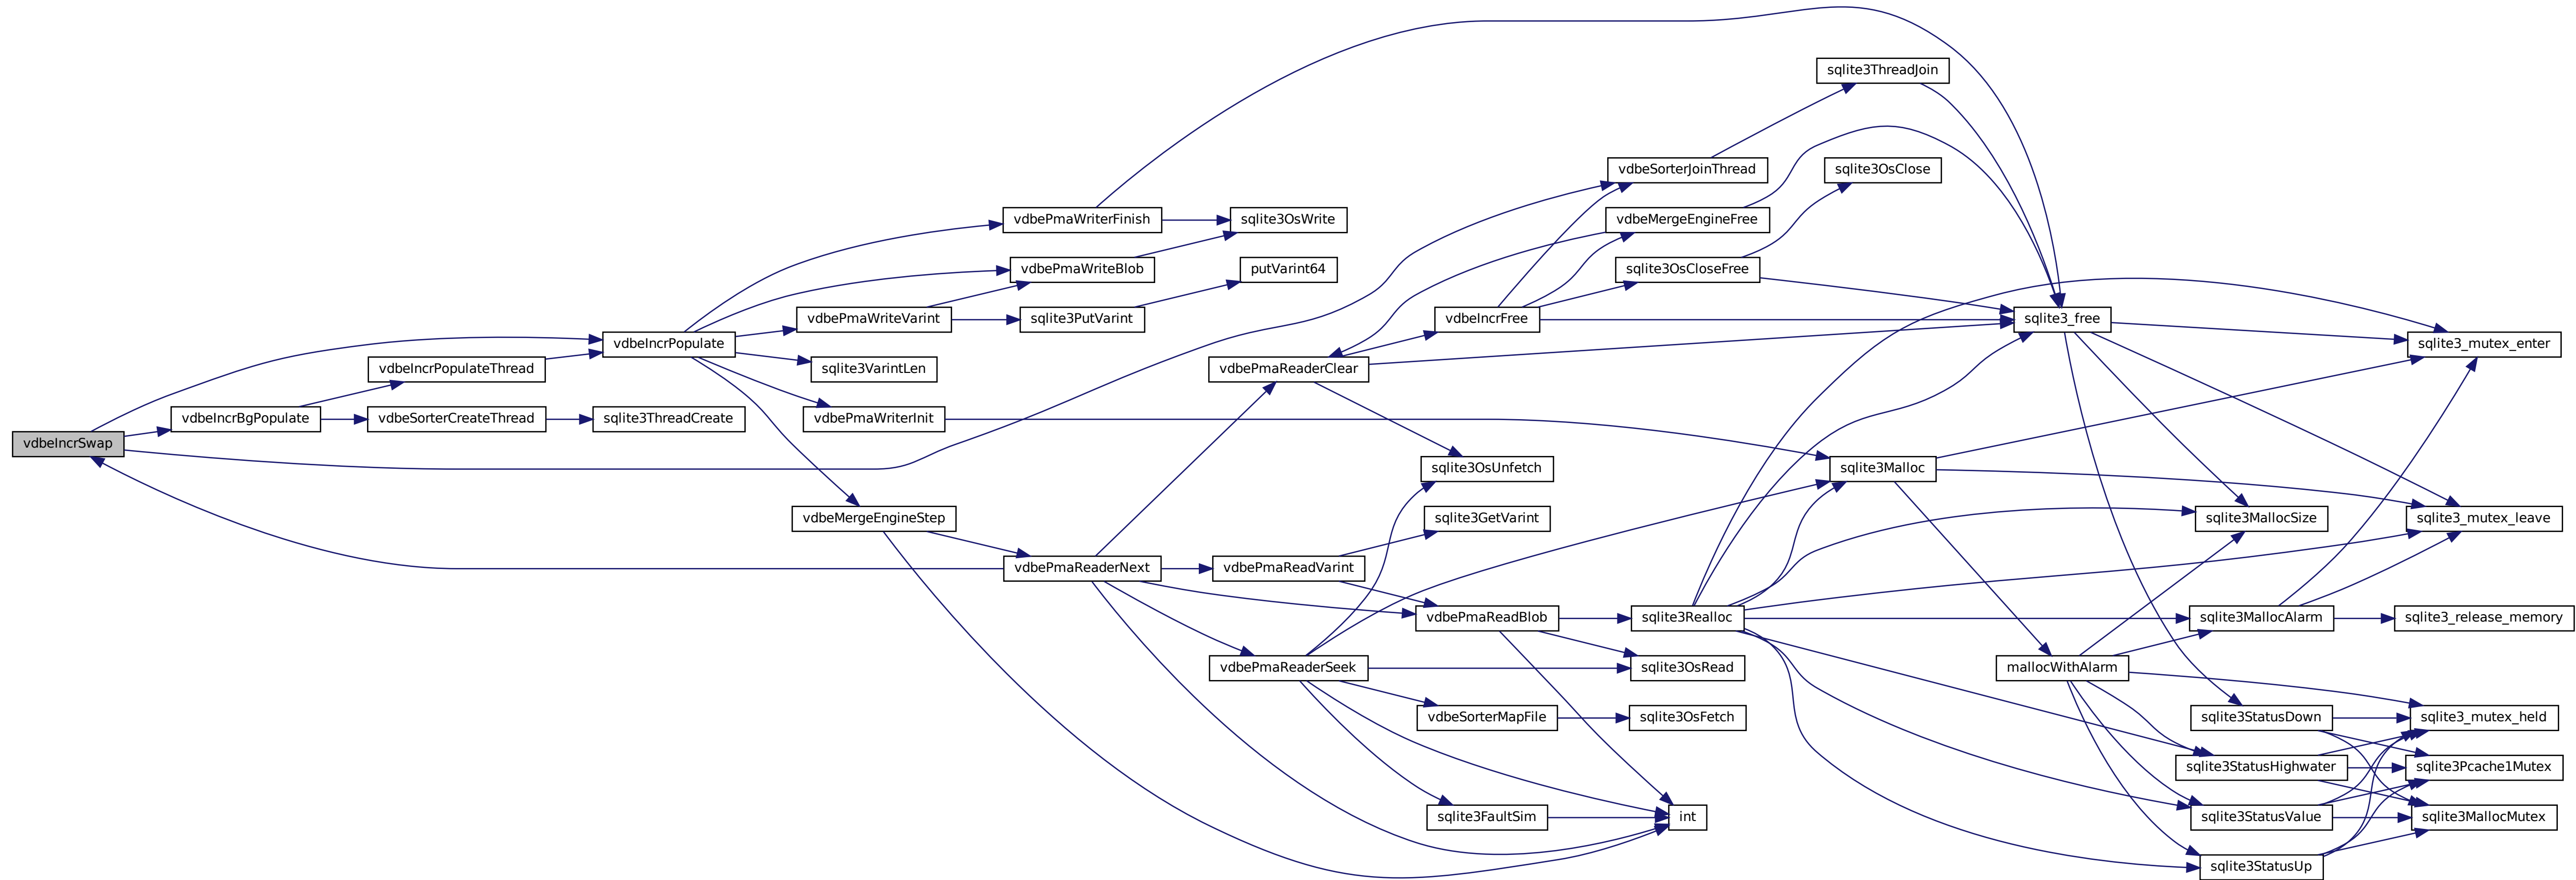 vdbeIncrSwap
vdbeIncrBgPopulate
vdbeIncrPopulateThread
vdbeSorterCreateThread
vdbeIncrPopulate
sqlite3ThreadCreate
vdbePmaWriteVarint
sqlite3VarintLen
vdbePmaWriterInit
vdbeMergeEngineStep
vdbePmaWriterFinish
vdbePmaWriteBlob
sqlite3PutVarint
vdbePmaReaderNext
sqlite3OsWrite
putVarint64
vdbePmaReaderClear
vdbePmaReadVarint
vdbePmaReaderSeek
vdbeIncrFree
sqlite3OsUnfetch
sqlite3GetVarint
vdbePmaReadBlob
vdbeSorterMapFile
sqlite3FaultSim
vdbeSorterJoinThread
vdbeMergeEngineFree
sqlite3OsCloseFree
sqlite3Realloc
sqlite3OsRead
sqlite3OsFetch
int
sqlite3ThreadJoin
sqlite3OsClose
sqlite3Malloc
sqlite3_free
mallocWithAlarm
sqlite3MallocSize
sqlite3MallocAlarm
sqlite3StatusDown
sqlite3StatusHighwater
sqlite3StatusValue
sqlite3StatusUp
sqlite3_mutex_enter
sqlite3_mutex_leave
sqlite3_release_memory
sqlite3_mutex_held
sqlite3Pcache1Mutex
sqlite3MallocMutex